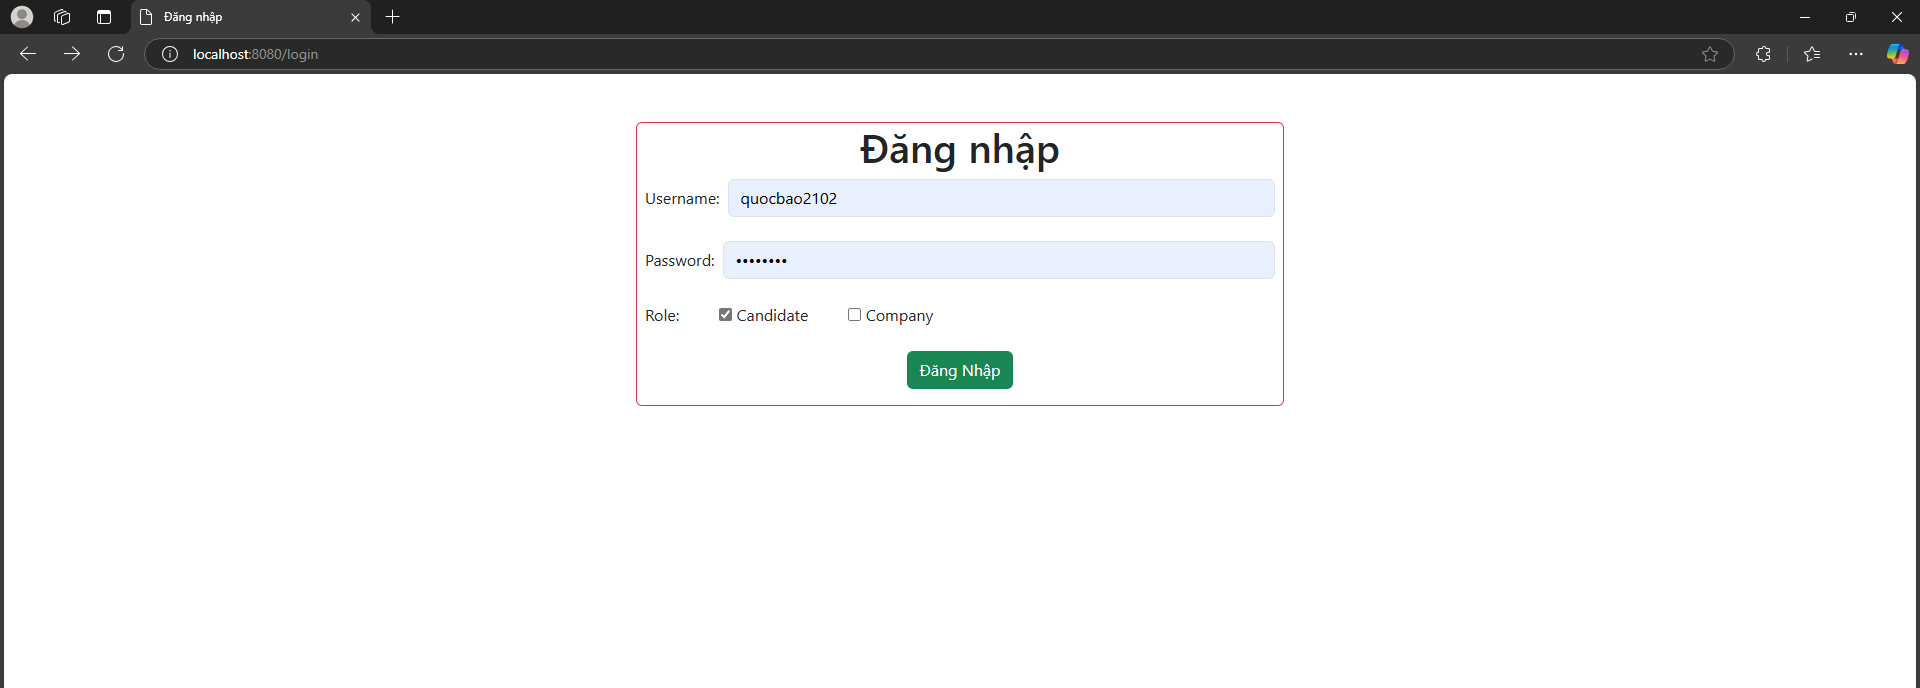 Đăng nhập
localhost:8080/login
Đăng nhập
Username: quocbao2102
Password: ••••••••
Role: Candidate Company
Đăng Nhập